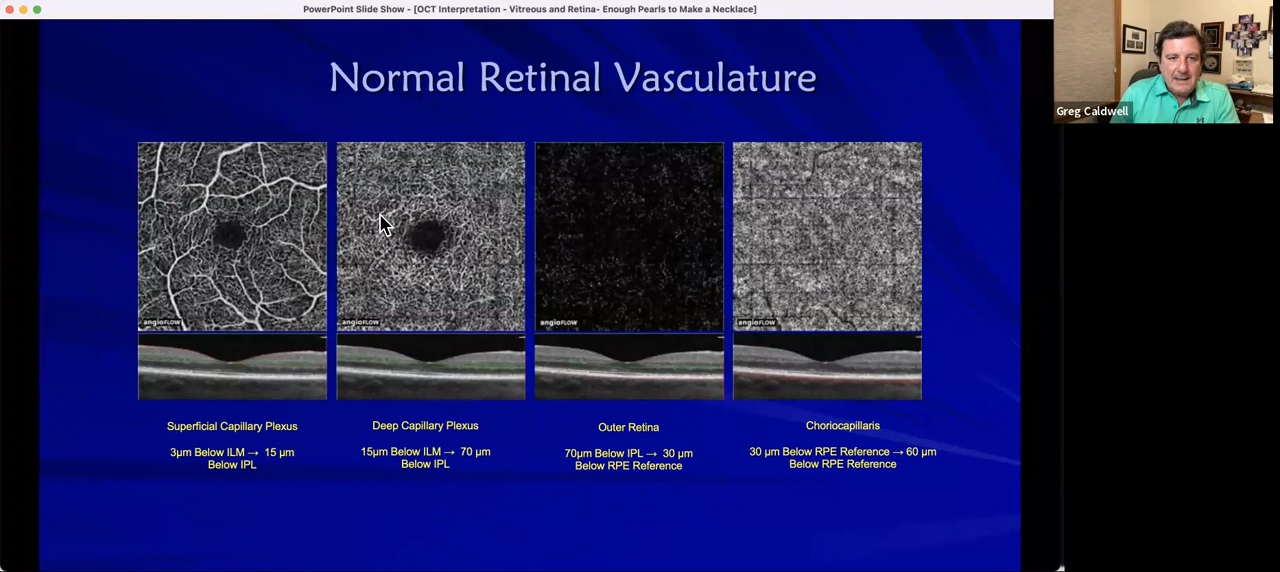 PowerPoint Slide Show - [OCT Interpretation - Vitreous and Retina- Enough Pearls to Make a Necklace]
Greg Caldwell
Normal Retinal Vasculature
angioFLOW
angioFLOW
angioFLOW
angioFLOW
Superficial Capillary Plexus
3µm Below ILM → 15 µm
Below IPL
Deep Capillary Plexus
15µm Below ILM → 70 µm
Below IPL
Outer Retina
70µm Below IPL → 30 µm
Below RPE Reference
Choriocapillaris
30 µm Below RPE Reference → 60 µm
Below RPE Reference